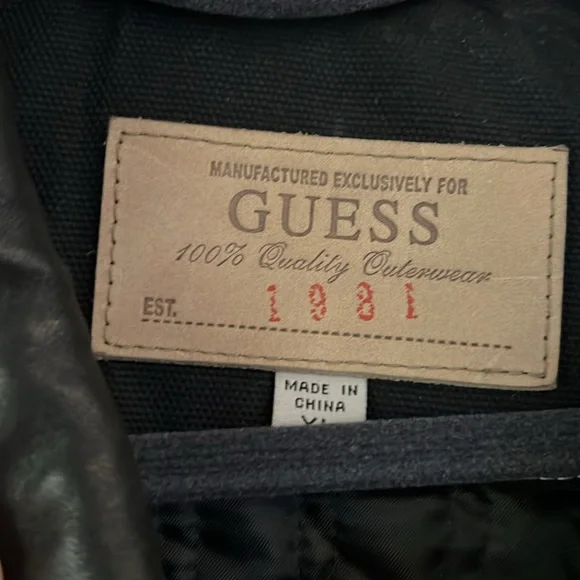 MANUFACTURED EXCLUSIVELY FOR
GUESS
100% Quality Outerwear
EST. 1981
MADE IN
CHINA